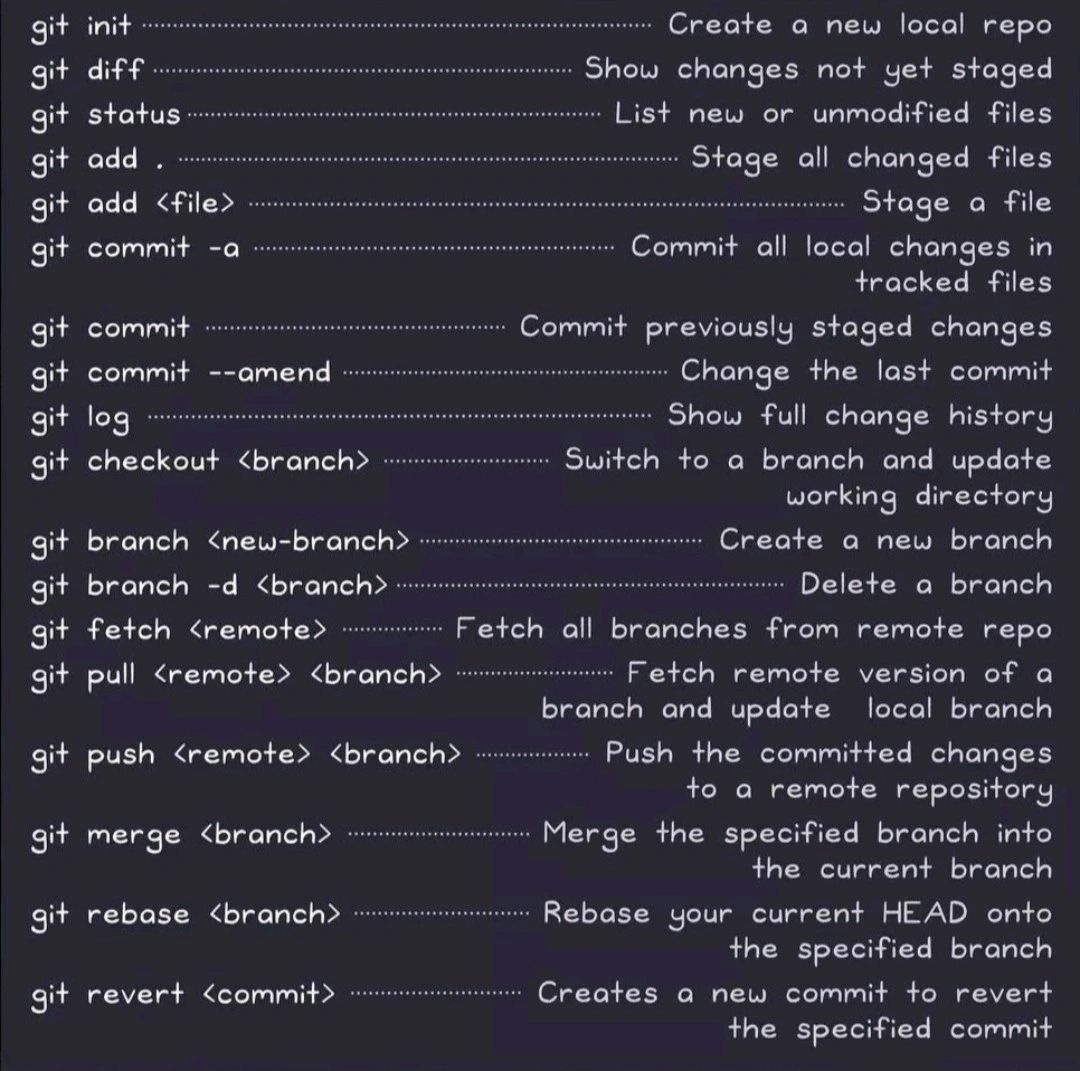 git init Create a new local repo
git diff Show changes not yet staged
git status List new or unmodified files
git add . Stage all changed files
git add <file> Stage a file
git commit -a Commit all local changes in
tracked files
git commit Commit previously staged changes
git commit --amend Change the last commit
git log Show full change history
git checkout <branch> Switch to a branch and update
working directory
git branch <new-branch> Create a new branch
git branch -d <branch> Delete a branch
git fetch <remote> Fetch all branches from remote repo
git pull <remote> <branch> Fetch remote version of a
branch and update local branch
git push <remote> <branch> Push the committed changes
to a remote repository
git merge <branch> Merge the specified branch into
the current branch
git rebase <branch> Rebase your current HEAD onto
the specified branch
git revert <commit> Creates a new commit to revert
the specified commit